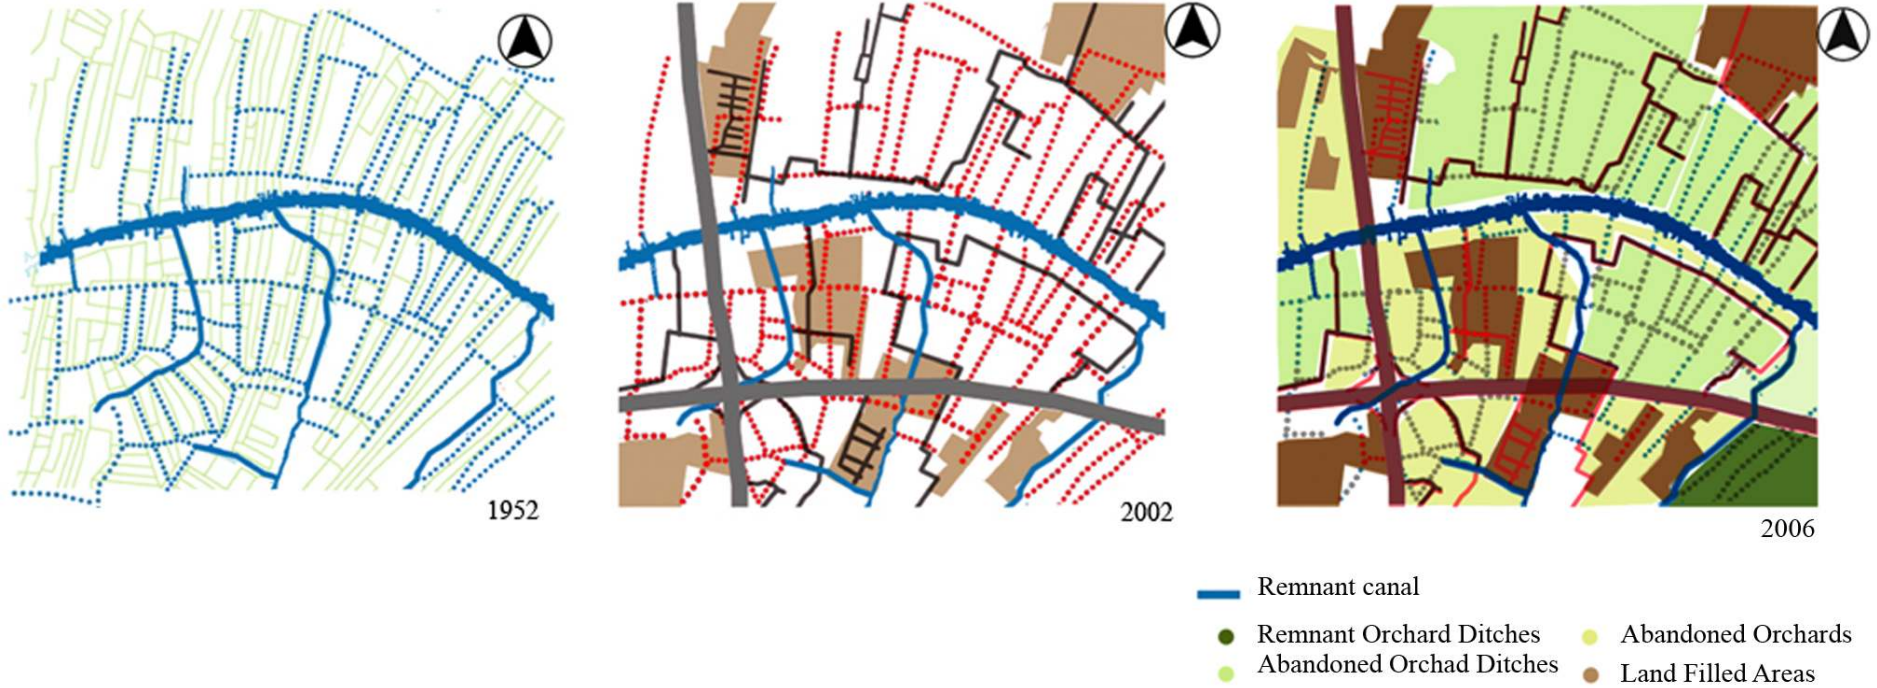 1952
2002
2006
Remnant canal
Remnant Orchard Ditches
Abandoned Orchards
Abandoned Orchad Ditches
Land Filled Areas